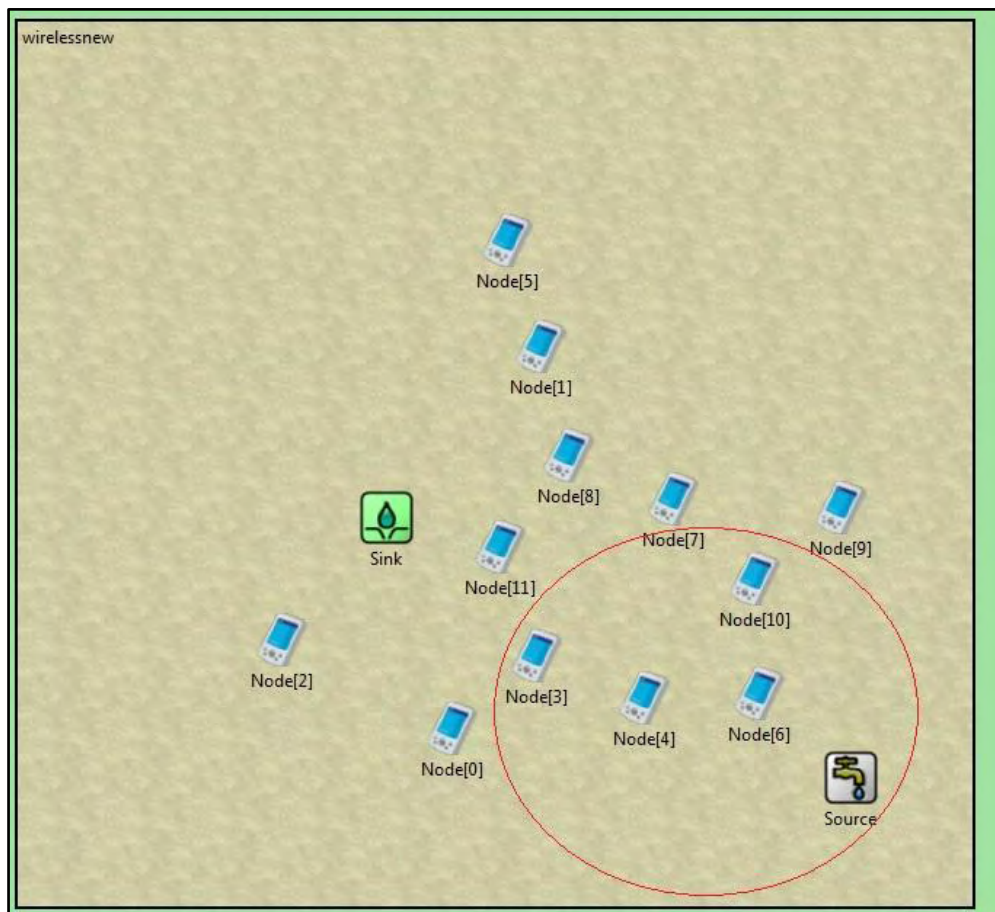 wirelessnew
Node[5]
Node[1]
Node[8]
Node[7]
Node[9]
Sink
Node[11]
Node[10]
Node[2]
Node[3]
Node[4]
Node[6]
Node[0]
Source